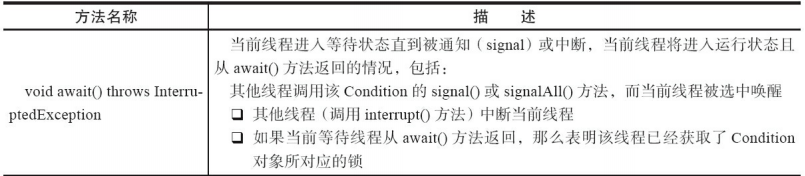 方法名称 描 述
void await() throws Interru-
ptedException
当前线程进入等待状态直到被通知（signal）或中断，当前线程将进入运行状态且
从 await() 方法返回的情况，包括：
其他线程调用该 Condition 的 signal() 或 signalAll() 方法，而当前线程被选中唤醒
❑ 其他线程（调用 interrupt() 方法）中断当前线程
❑ 如果当前等待线程从 await() 方法返回，那么表明该线程已经获取了 Condition
对象所对应的锁